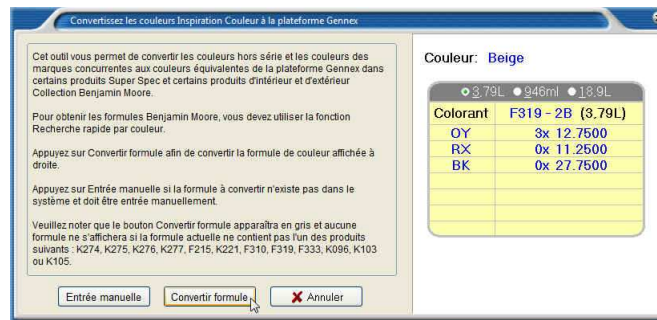 Convertissez les couleurs Inspiration Couleur à la plateforme Gennex
Cet outil vous permet de convertir les couleurs hors série et les couleurs des
marques concurrentes aux couleurs équivalentes de la plateforme Gennex dans
certains produits Super Spec et certains produits d'intérieur et d'extérieur
Collection Benjamin Moore.
Pour obtenir les formules Benjamin Moore, vous devez utiliser la fonction
Recherche rapide par couleur.
Appuyez sur Convertir formule afin de convertir la formule de couleur affichée à
droite.
Appuyez sur Entrée manuelle si la formule à convertir n'existe pas dans le
système et doit être entrée manuellement.
Veuillez noter que le bouton Convertir formule apparaîtra en gris et aucune
formule ne s'affichera si la formule actuelle ne contient pas l'un des produits
suivants : K274, K275, K276, K277, F215, K221, F310, F319, F333, K096, K103
ou K105.
Entrée manuelle Convertir formule Annuler
Couleur: Beige
3,79L 946ml 18,9L
Colorant F319 - 2B (3,79L)
OY 3x 12.7500
RX 0x 11.2500
BK 0x 27.7500